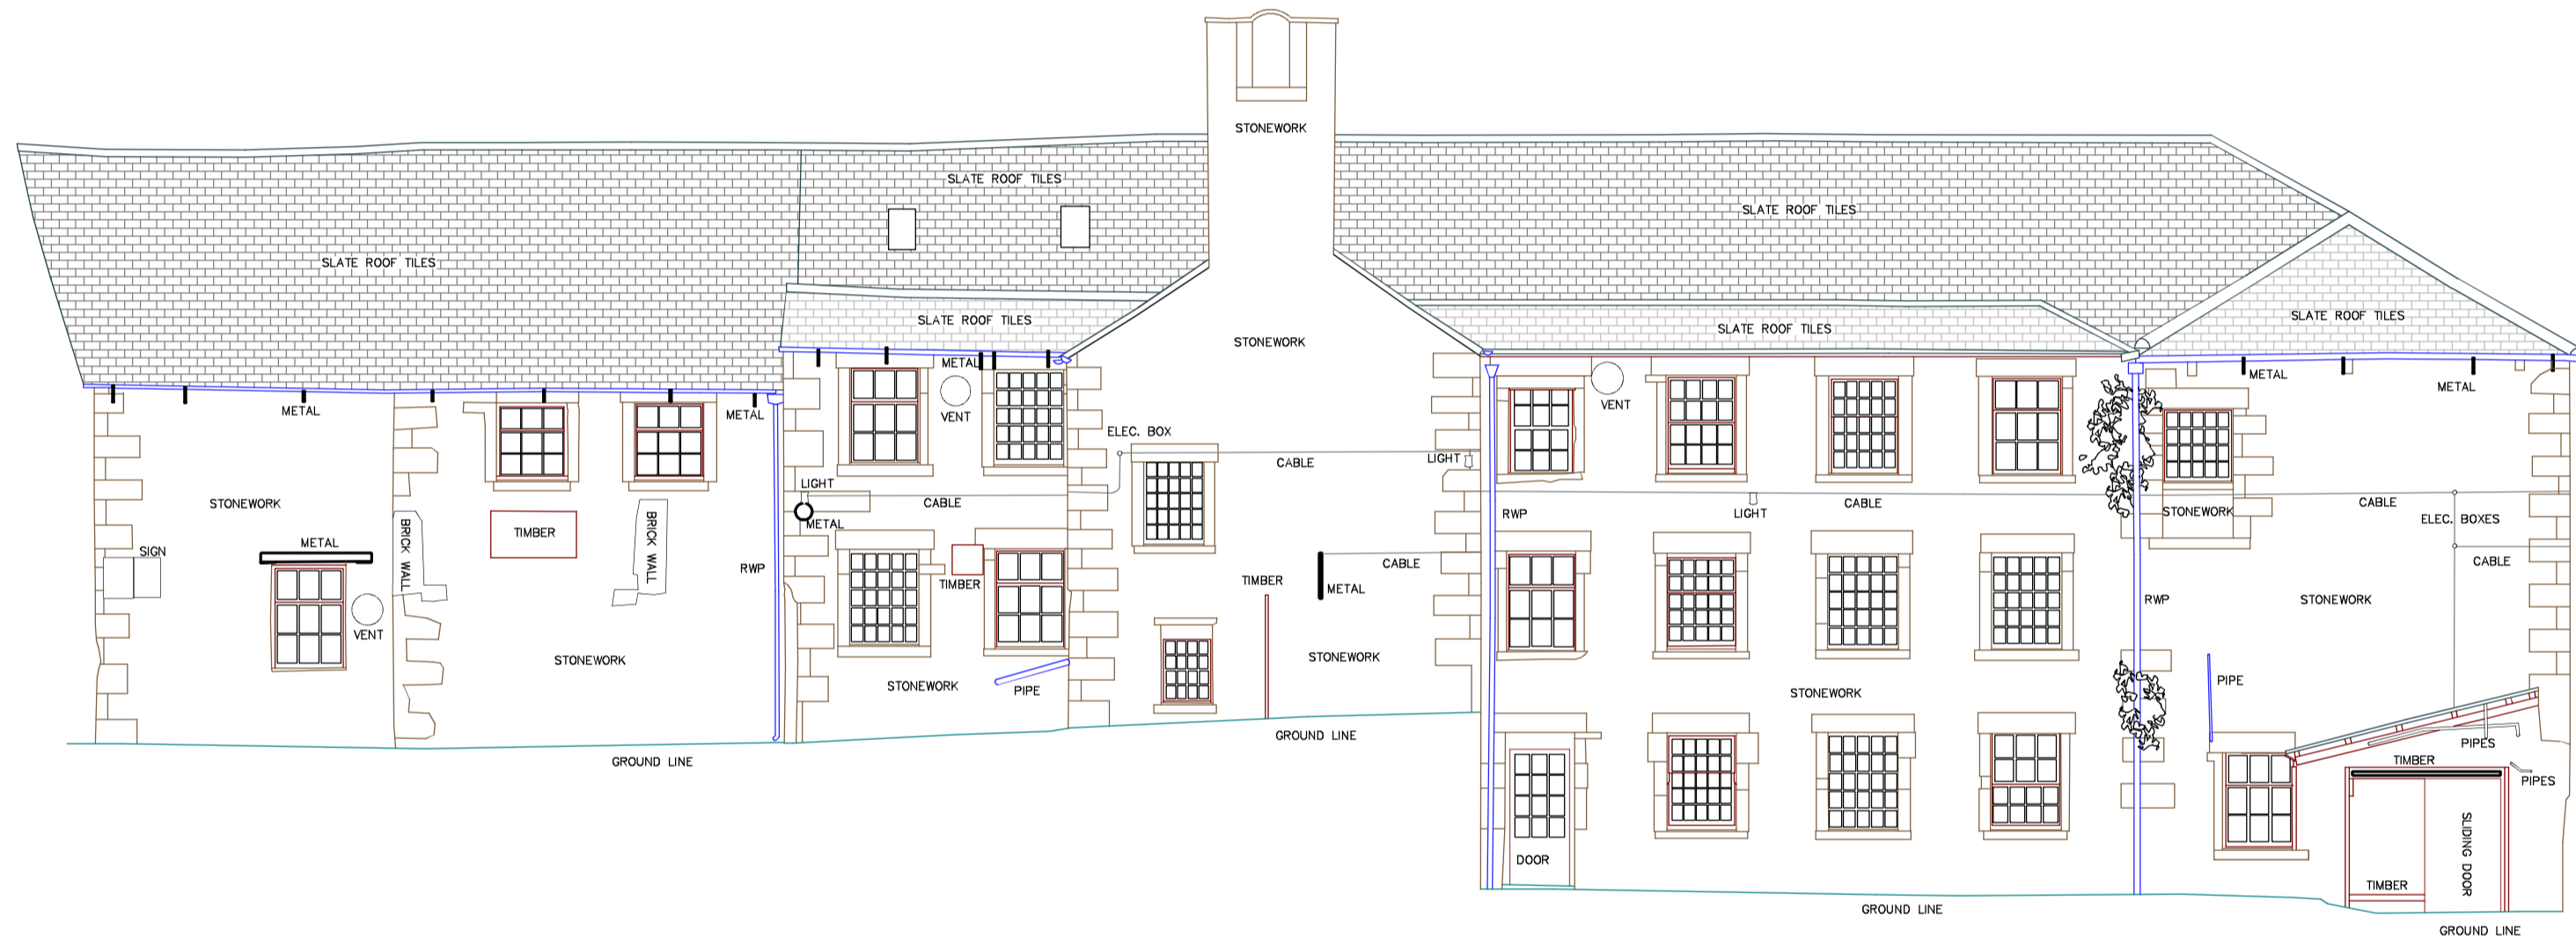 STONEWORK
SLATE ROOF TILES
SLATE ROOF TILES
SLATE ROOF TILES
SLATE ROOF TILES
SLATE ROOF TILES
SLATE ROOF TILES
STONEWORK
METAL
METAL
METAL
METAL
METAL
VENT
VENT
ELEC. BOX
LIGHT
CABLE
LIGHT
CABLE
METAL
STONEWORK
BRICK WALL
TIMBER
BRICK WALL
RWP
LIGHT
CABLE
STONEWORK
CABLE
ELEC. BOXES
CABLE
SIGN
METAL
RWP
TIMBER
TIMBER
CABLE
METAL
RWP
STONEWORK
VENT
STONEWORK
STONEWORK
PIPE
STONEWORK
STONEWORK
PIPE
GROUND LINE
GROUND LINE
PIPES
TIMBER
PIPES
DOOR
SLIDING DOOR
TIMBER
GROUND LINE
GROUND LINE